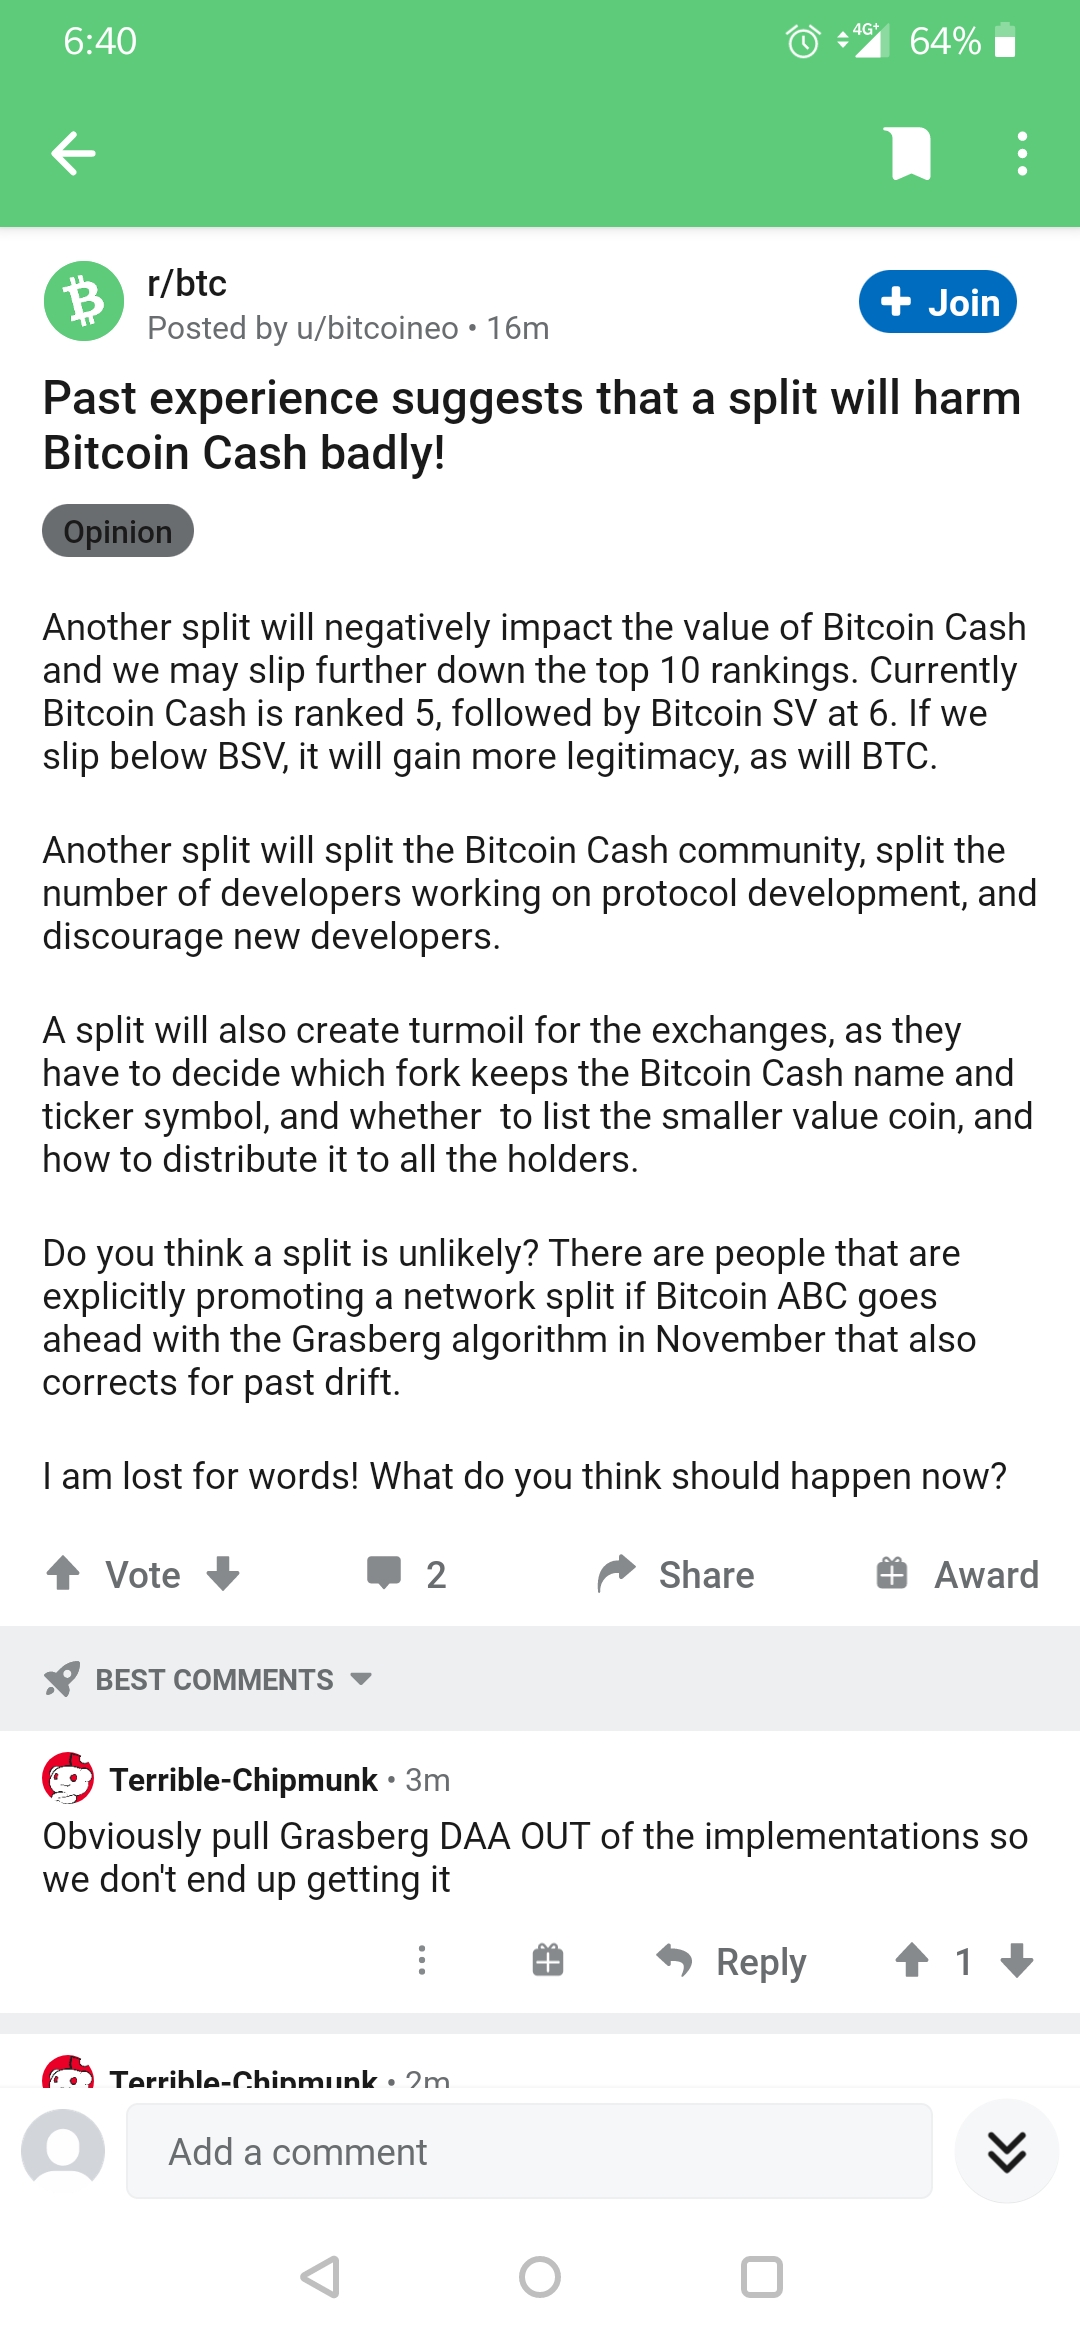 6:40
4G+ 64%
r/btc
Posted by u/bitcoineo • 16m
+ Join
Past experience suggests that a split will harm
Bitcoin Cash badly!
Opinion
Another split will negatively impact the value of Bitcoin Cash
and we may slip further down the top 10 rankings. Currently
Bitcoin Cash is ranked 5, followed by Bitcoin SV at 6. If we
slip below BSV, it will gain more legitimacy, as will BTC.
Another split will split the Bitcoin Cash community, split the
number of developers working on protocol development, and
discourage new developers.
A split will also create turmoil for the exchanges, as they
have to decide which fork keeps the Bitcoin Cash name and
ticker symbol, and whether  to list the smaller value coin, and
how to distribute it to all the holders.
Do you think a split is unlikely? There are people that are
explicitly promoting a network split if Bitcoin ABC goes
ahead with the Grasberg algorithm in November that also
corrects for past drift.
I am lost for words! What do you think should happen now?
Vote 2 Share Award
BEST COMMENTS
Terrible-Chipmunk • 3m
Obviously pull Grasberg DAA OUT of the implementations so
we don't end up getting it
Reply 1
Terrible-Chipmunk • 2m
Add a comment